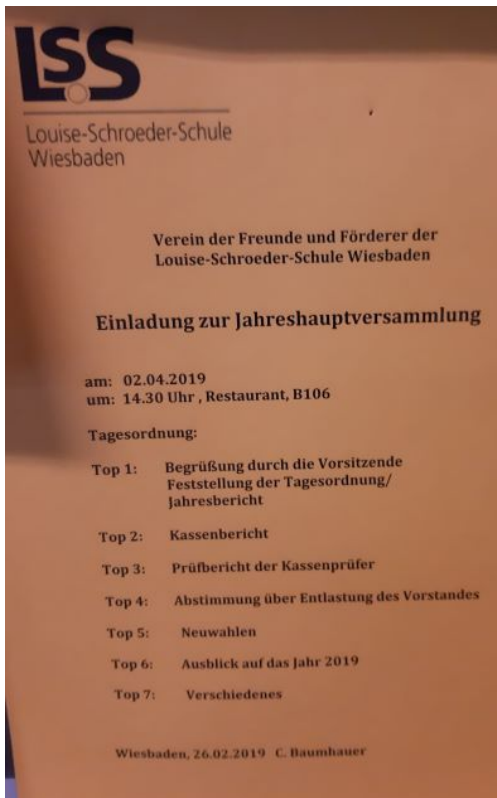 LSS
Louise-Schroeder-Schule
Wiesbaden
Verein der Freunde und Förderer der
Louise-Schroeder-Schule Wiesbaden
Einladung zur Jahreshauptversammlung
am: 02.04.2019
um: 14.30 Uhr , Restaurant, B106
Tagesordnung:
Top 1: Begrüßung durch die Vorsitzende
Feststellung der Tagesordnung/
Jahresbericht
Top 2: Kassenbericht
Top 3: Prüfbericht der Kassenprüfer
Top 4: Abstimmung über Entlastung des Vorstandes
Top 5: Neuwahlen
Top 6: Ausblick auf das Jahr 2019
Top 7: Verschiedenes
Wiesbaden, 26.02.2019 C. Baumhauer